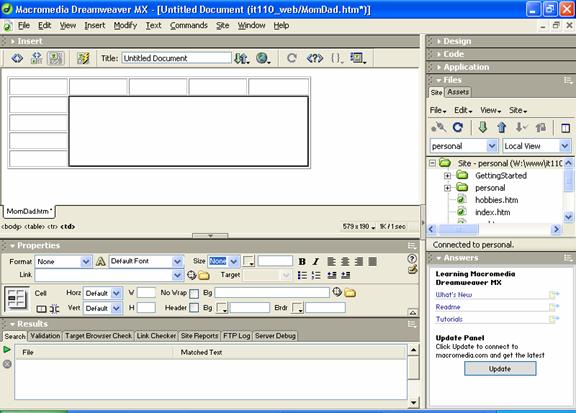 Macromedia Dreamweaver MX - [Untitled Document (it110_web/MomDad.htm*)]
File Edit View Insert Modify Text Commands Site Window Help
Insert
Title: Untitled Document
MomDad.htm*
<body> <table> <tr> <td>
579 x 190 1K / 1 sec
Properties
Format None Default Font Size None B I
Link Target
Cell Horz Default W No Wrap Bg
Vert Default H Header Bg Brdr
Results
Search Validation Target Browser Check Link Checker Site Reports FTP Log Server Debug
File Matched Text
Design
Code
Application
Files
Site Assets
File Edit View Site
personal Local View
Site - personal (W:\www\it110
GettingStarted
personal
hobbies.htm
index.htm
Connected to personal.
Answers
Learning Macromedia
Dreamweaver MX
What's New
Readme
Tutorials
Update Panel
Click Update to connect to
macromedia.com and get the latest
Update